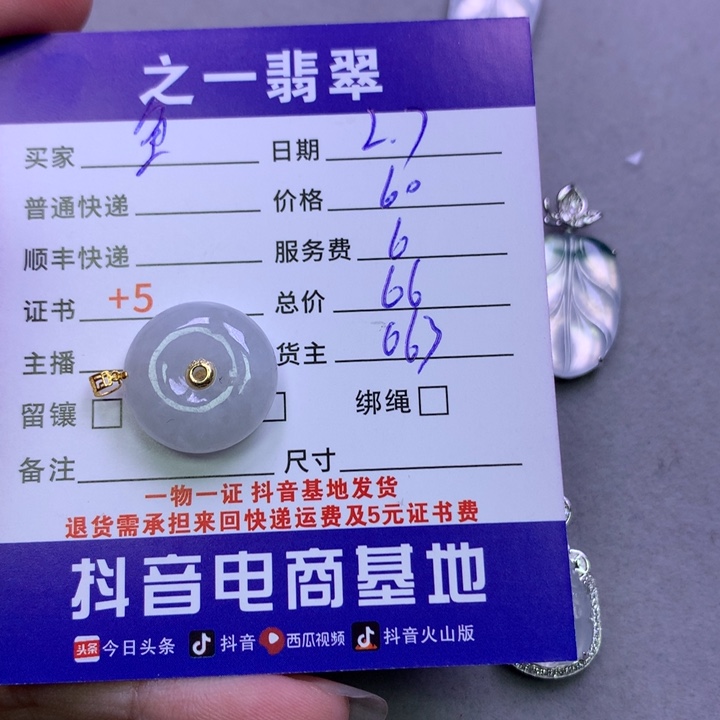 之一翡翠
买家 鱼 日期 2.7
普通快递 价格 60
顺丰快递 服务费 6
证书 +5 总价 66
主播 货主 667
留镶 绑绳
备注 尺寸
一物一证 抖音基地发货
退货需承担来回快递运费及5元证书费
抖音电商基地
头条 今日头条 抖音 西瓜视频 抖音火山版